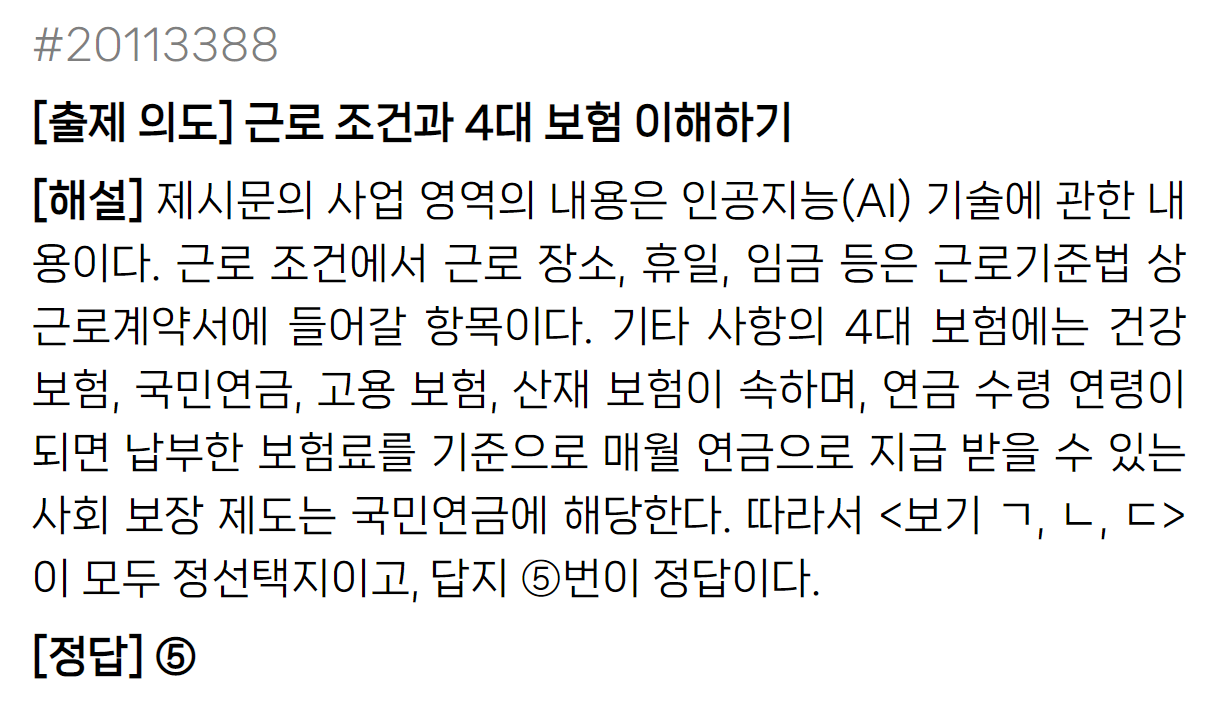 #20113388
[출제 의도] 근로 조건과 4대 보험 이해하기
[해설] 제시문의 사업 영역의 내용은 인공지능(AI) 기술에 관한 내
용이다. 근로 조건에서 근로 장소, 휴일, 임금 등은 근로기준법 상
근로계약서에 들어갈 항목이다. 기타 사항의 4대 보험에는 건강
보험, 국민연금, 고용 보험, 산재 보험이 속하며, 연금 수령 연령이
되면 납부한 보험료를 기준으로 매월 연금으로 지급 받을 수 있는
사회 보장 제도는 국민연금에 해당한다. 따라서 <보기 ㄱ, ㄴ, ㄷ>
이 모두 정선택지이고, 답지 ⑤번이 정답이다.
[정답] ⑤